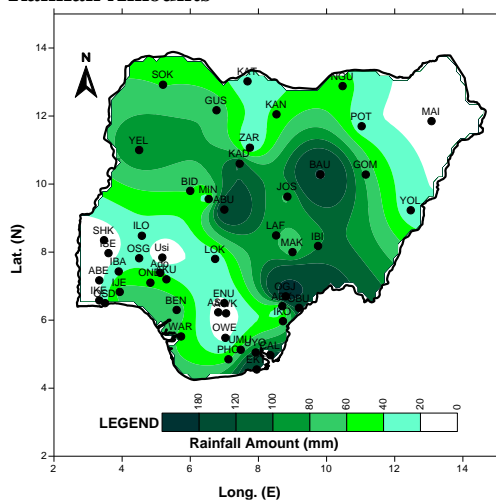 Rainfall Amounts
14
12
10
8
6
4
2
Lat. (N)
N
SOK
KAT
NGU
GUS
KAN
POT
MAI
YEL
ZAR
KAD
BAU
GOM
BID
MIN
ABU
JOS
YOL
SHK
ISE
ILO
OSG
Usi
LOK
LAF
MAK
IBI
IBA
ABE
IJE
BEN
WAR
ENU
OWE
UMU
PHC
UYO
OGJ
IKO
LEGEND
180
120
100
80
60
40
20
0
Rainfall Amount (mm)
2
4
6
8
10
12
14
Long. (E)